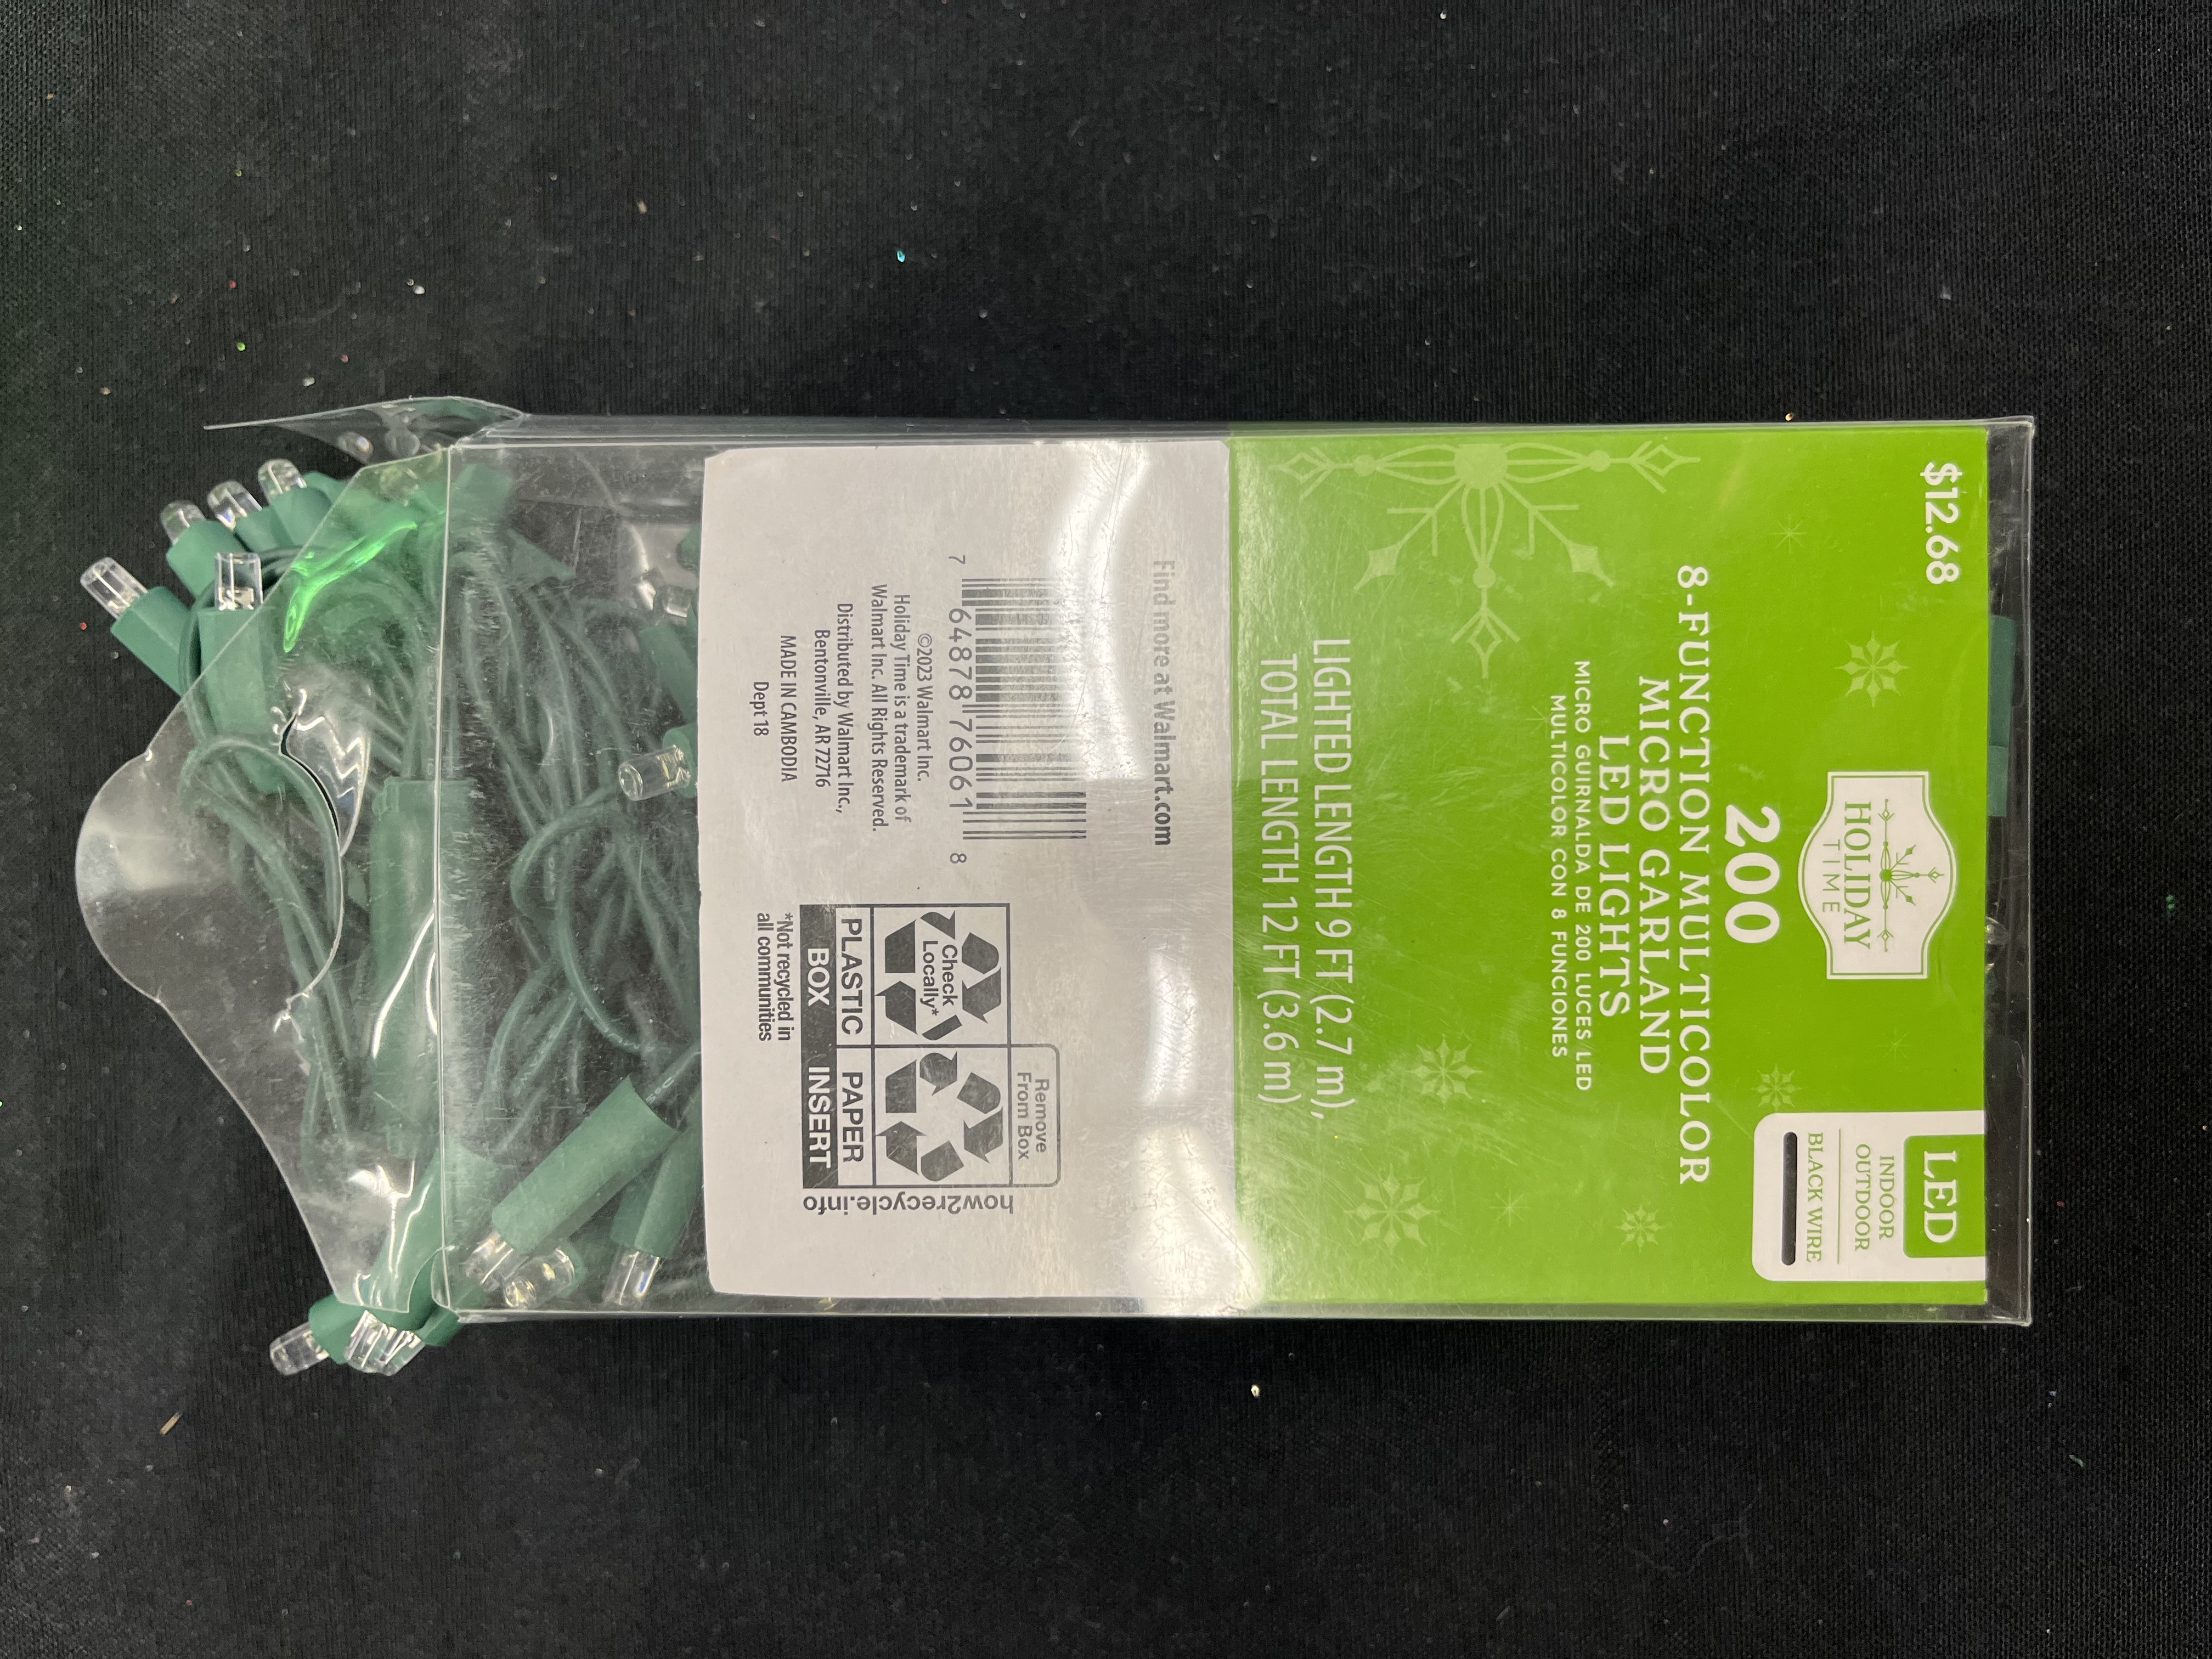 $12.68
HOLIDAY
TIME
LED
INDOOR
OUTDOOR
BLACK WIRE
200
8-FUNCTION MULTICOLOR
MICRO GARLAND
LED LIGHTS
MICRO GUIRNALDA DE 200 LUCES LED
MULTICOLOR CON 8 FUNCIONES
LIGHTED LENGTH 9 FT (2.7 m),
TOTAL LENGTH 12 FT (3.6 m)
Find more at Walmart.com
7 64878 76061 8
©2023 Walmart Inc.
Holiday Time is a trademark of
Walmart Inc. All Rights Reserved.
Distributed by Walmart Inc.,
Bentonville, AR 72716
MADE IN CAMBODIA
Dept 18
Remove
From Box
Check
Locally*
PLASTIC
BOX
PAPER
INSERT
*Not recycled in
all communities
how2recycle.info